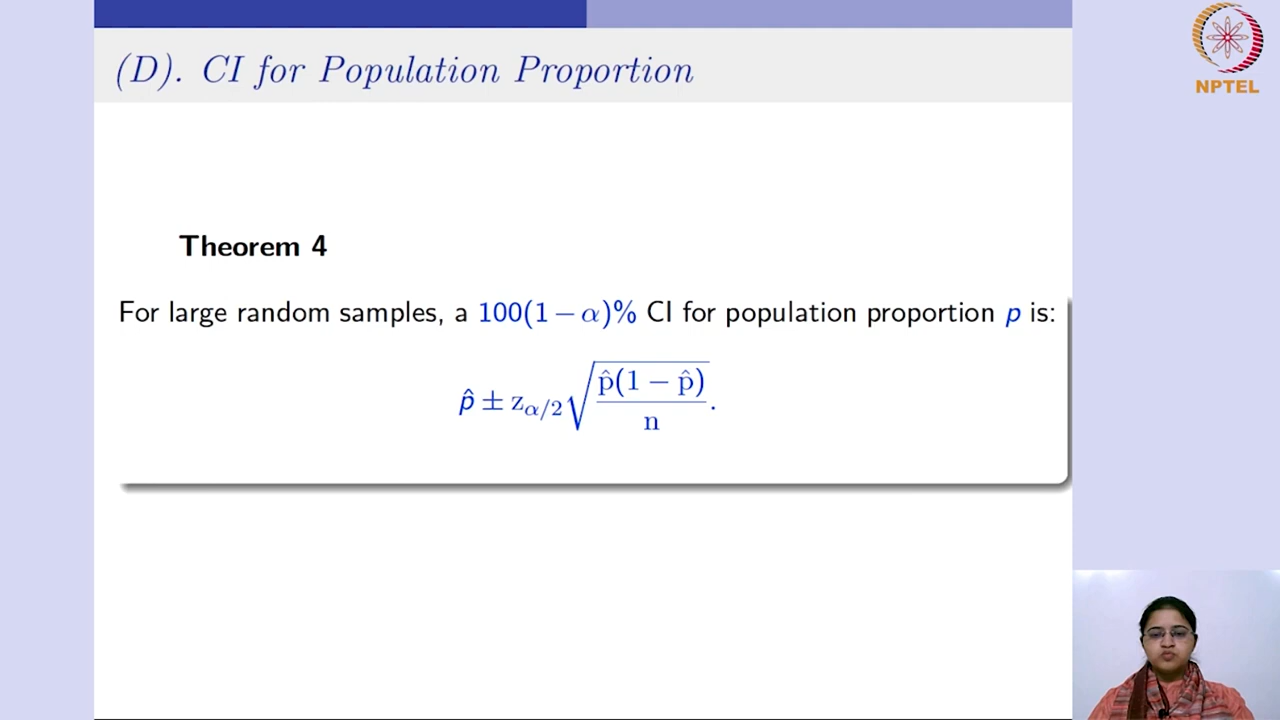 (D). CI for Population Proportion
NPTEL
Theorem 4
For large random samples, a 100(1 − α)% CI for population proportion p is:
p̂ ± z_{α/2} √(p̂(1 − p̂)/n).